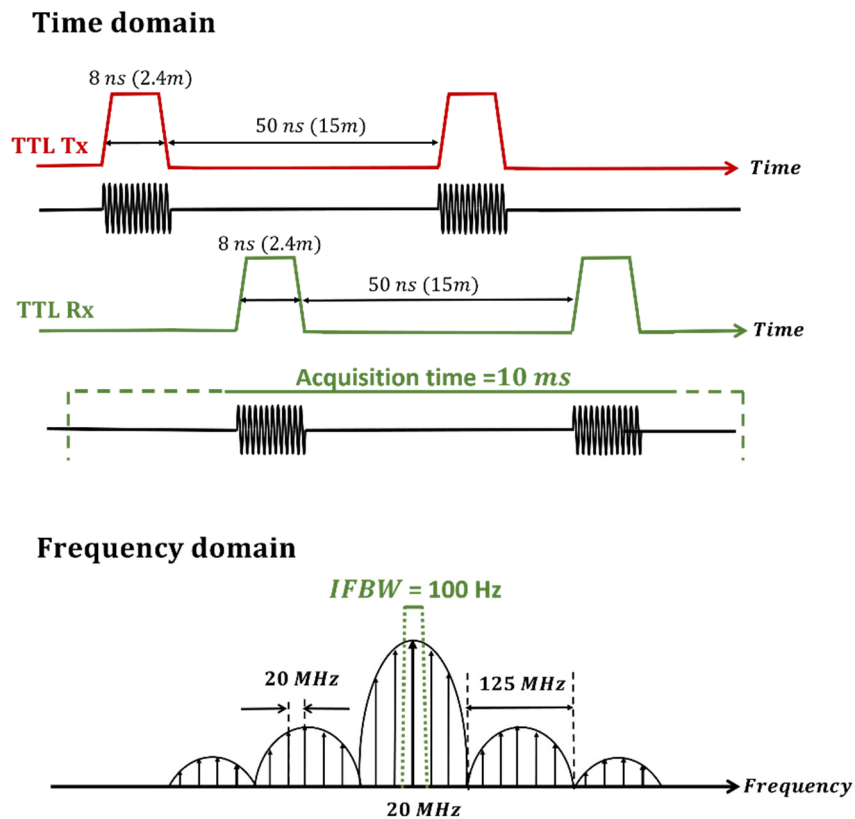 Time domain
8 ns (2.4m)
50 ns (15m)
TTL Tx
Time
8 ns (2.4m)
50 ns (15m)
TTL Rx
Time
Acquisition time =10 ms
Frequency domain
IFBW = 100 Hz
20 MHz
125 MHz
Frequency
20 MHz